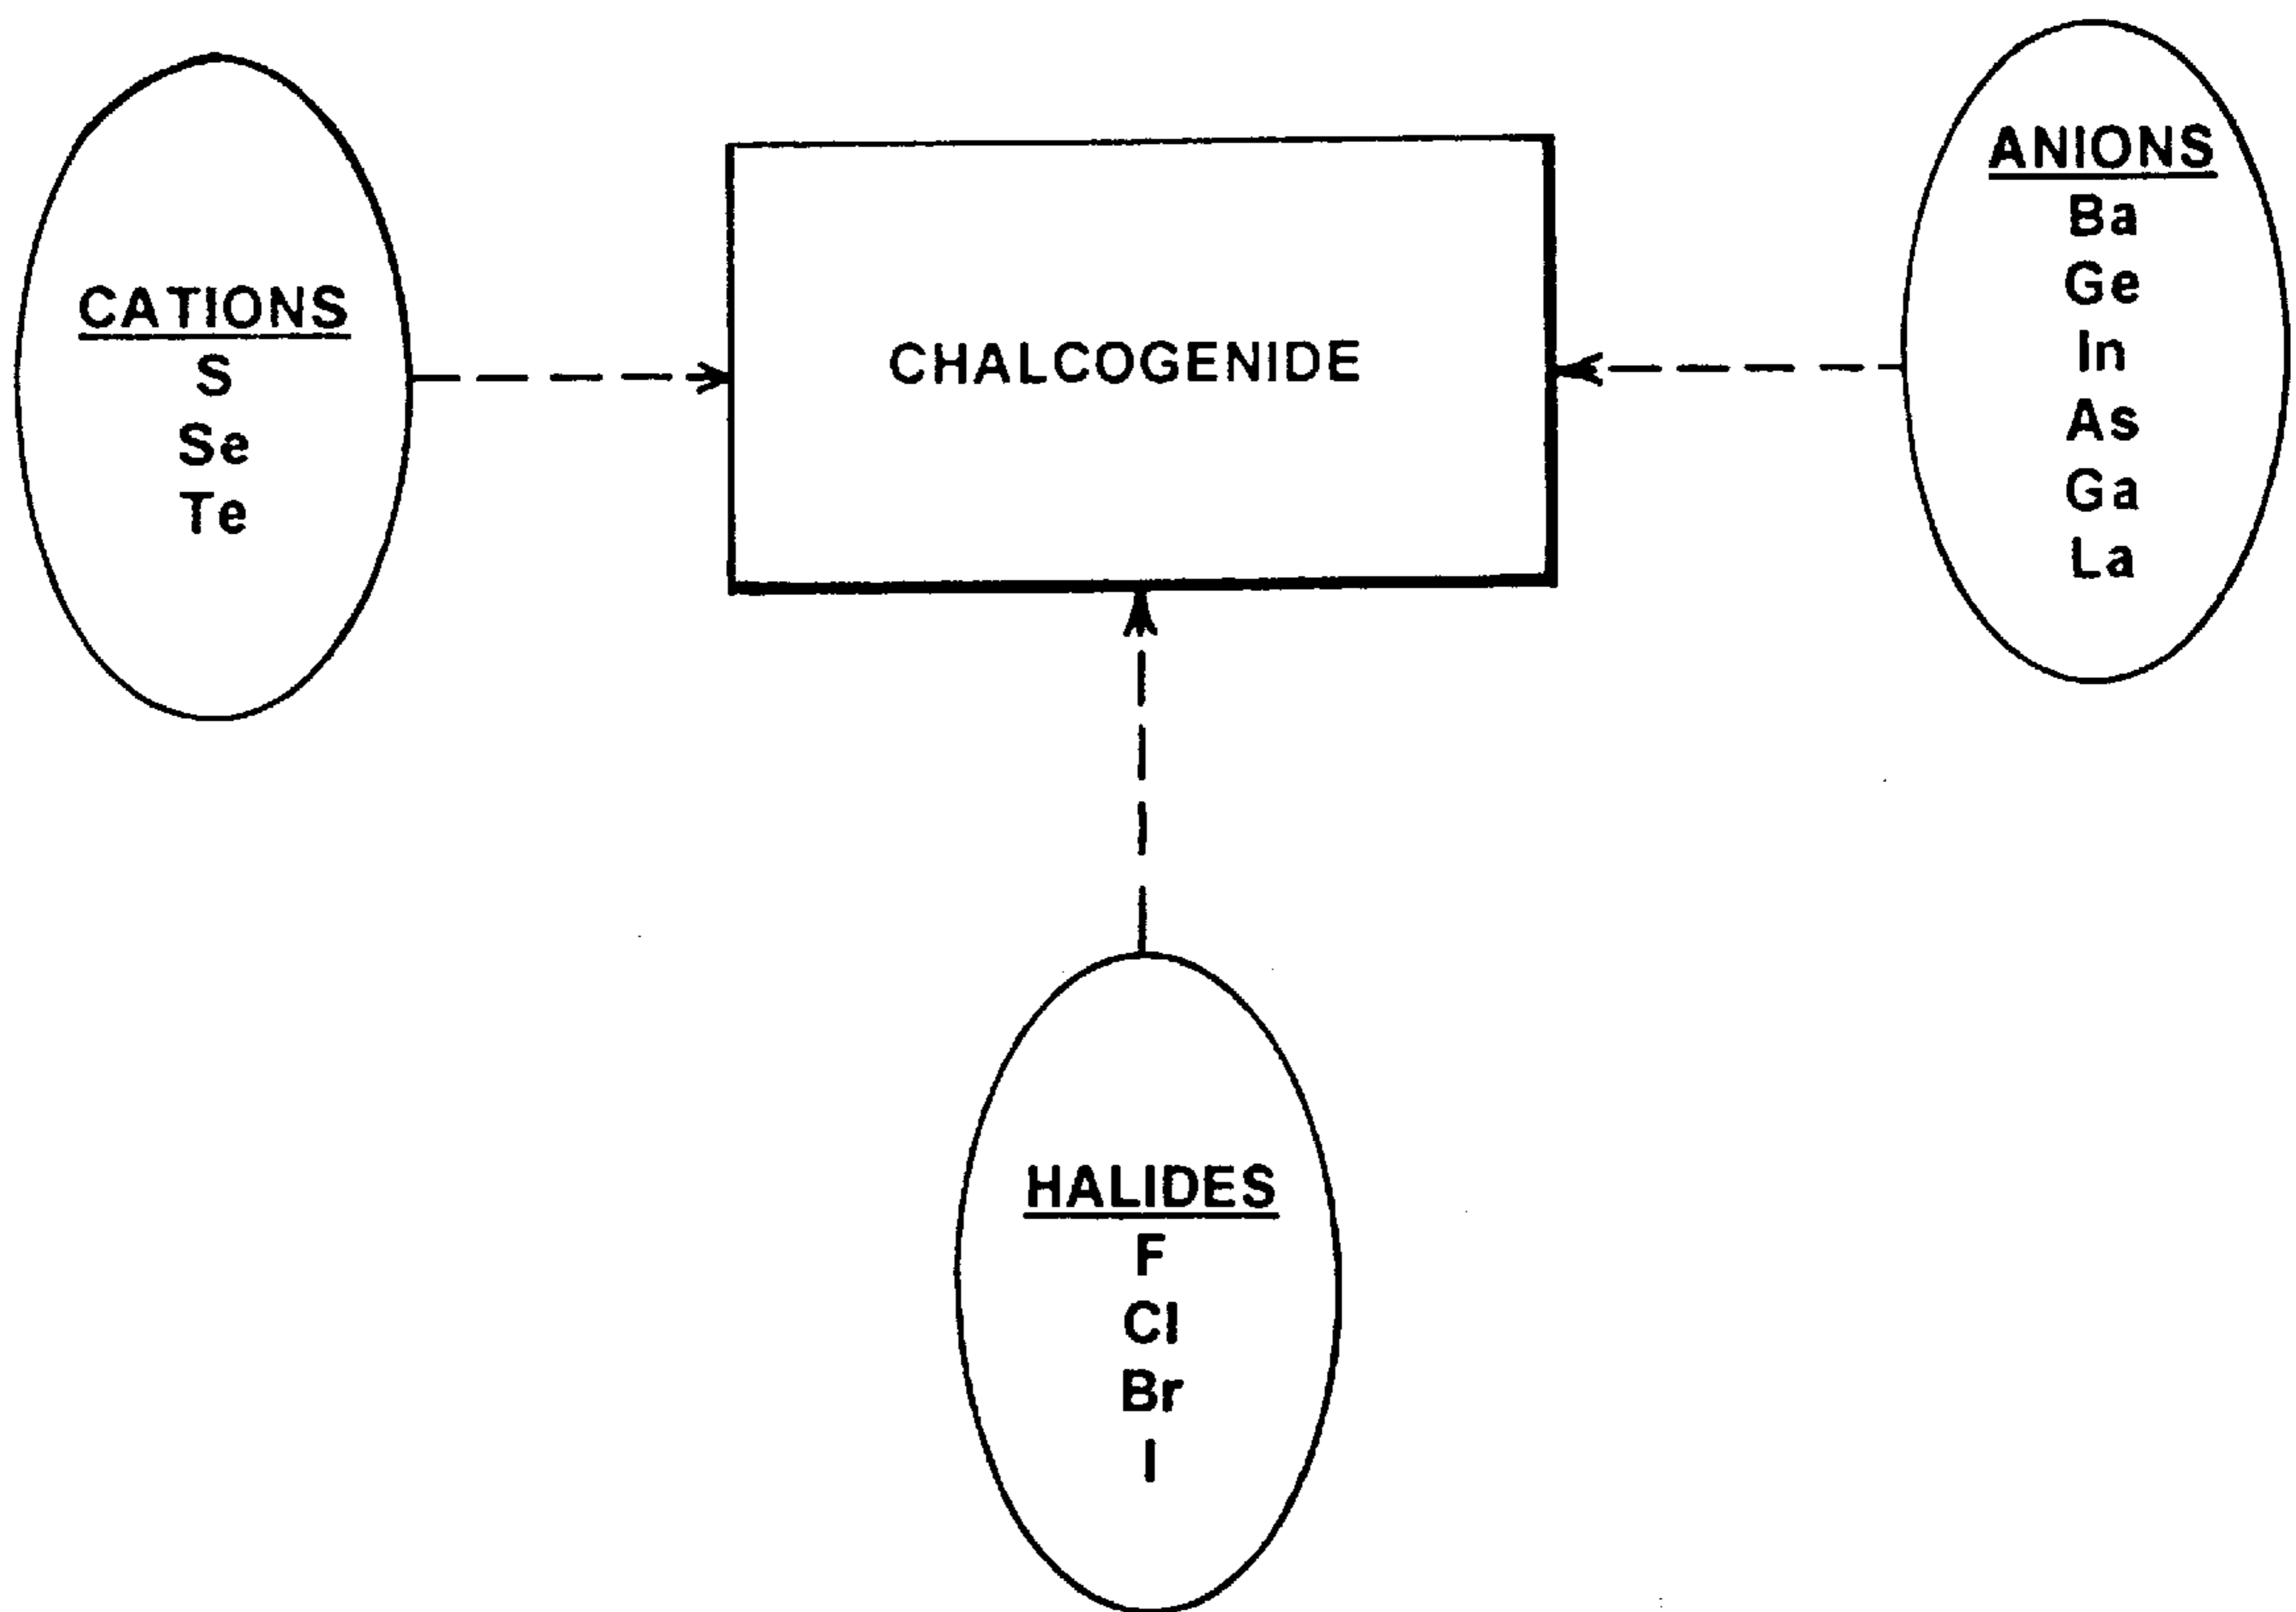 CATIONS
S
Se
Te
CHALCOGENIDE
ANIONS
Ba
Ge
In
As
Ga
La
HALIDES
F
Cl
Br
I